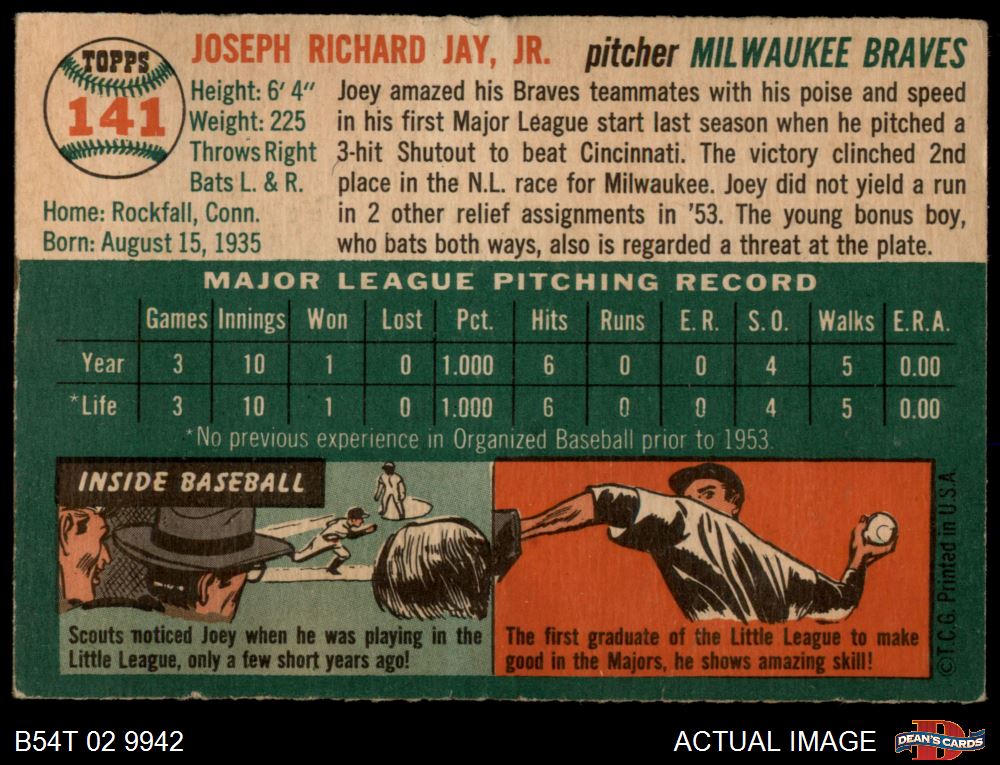 TOPPS
141
JOSEPH RICHARD JAY, JR. pitcher MILWAUKEE BRAVES
Height: 6' 4"
Weight: 225
Throws Right
Bats L. & R.
Home: Rockfall, Conn.
Born: August 15, 1935
Joey amazed his Braves teammates with his poise and speed
in his first Major League start last season when he pitched a
3-hit Shutout to beat Cincinnati. The victory clinched 2nd
place in the N.L. race for Milwaukee. Joey did not yield a run
in 2 other relief assignments in '53. The young bonus boy,
who bats both ways, also is regarded a threat at the plate.
MAJOR LEAGUE PITCHING RECORD
Games Innings Won Lost Pct. Hits Runs E.R. S.O. Walks E.R.A.
Year 3 10 1 0 1.000 6 0 0 4 5 0.00
*Life 3 10 1 0 1.000 6 0 0 4 5 0.00
*No previous experience in Organized Baseball prior to 1953.
INSIDE BASEBALL
Scouts noticed Joey when he was playing in the
Little League, only a few short years ago!
The first graduate of the Little League to make
good in the Majors, he shows amazing skill!
©T.C.G. Printed in U.S.A.
B54T 02 9942
ACTUAL IMAGE
DEAN'S CARDS